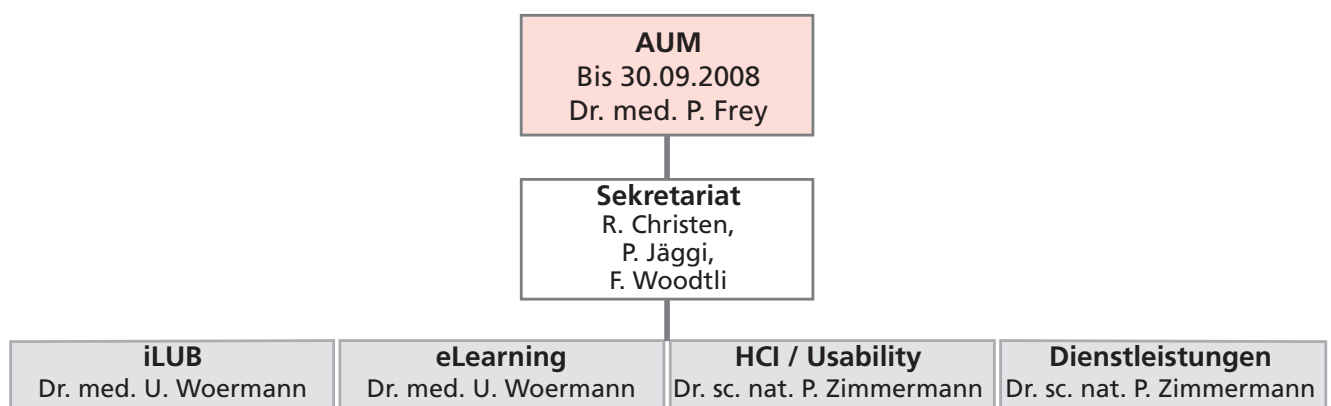 AUM
Bis 30.09.2008
Dr. med. P. Frey
Sekretariat
R. Christen,
P. Jäggi,
F. Woodtli
iLUB
Dr. med. U. Woermann
eLearning
Dr. med. U. Woermann
HCI / Usability
Dr. sc. nat. P. Zimmermann
Dienstleistungen
Dr. sc. nat. P. Zimmermann